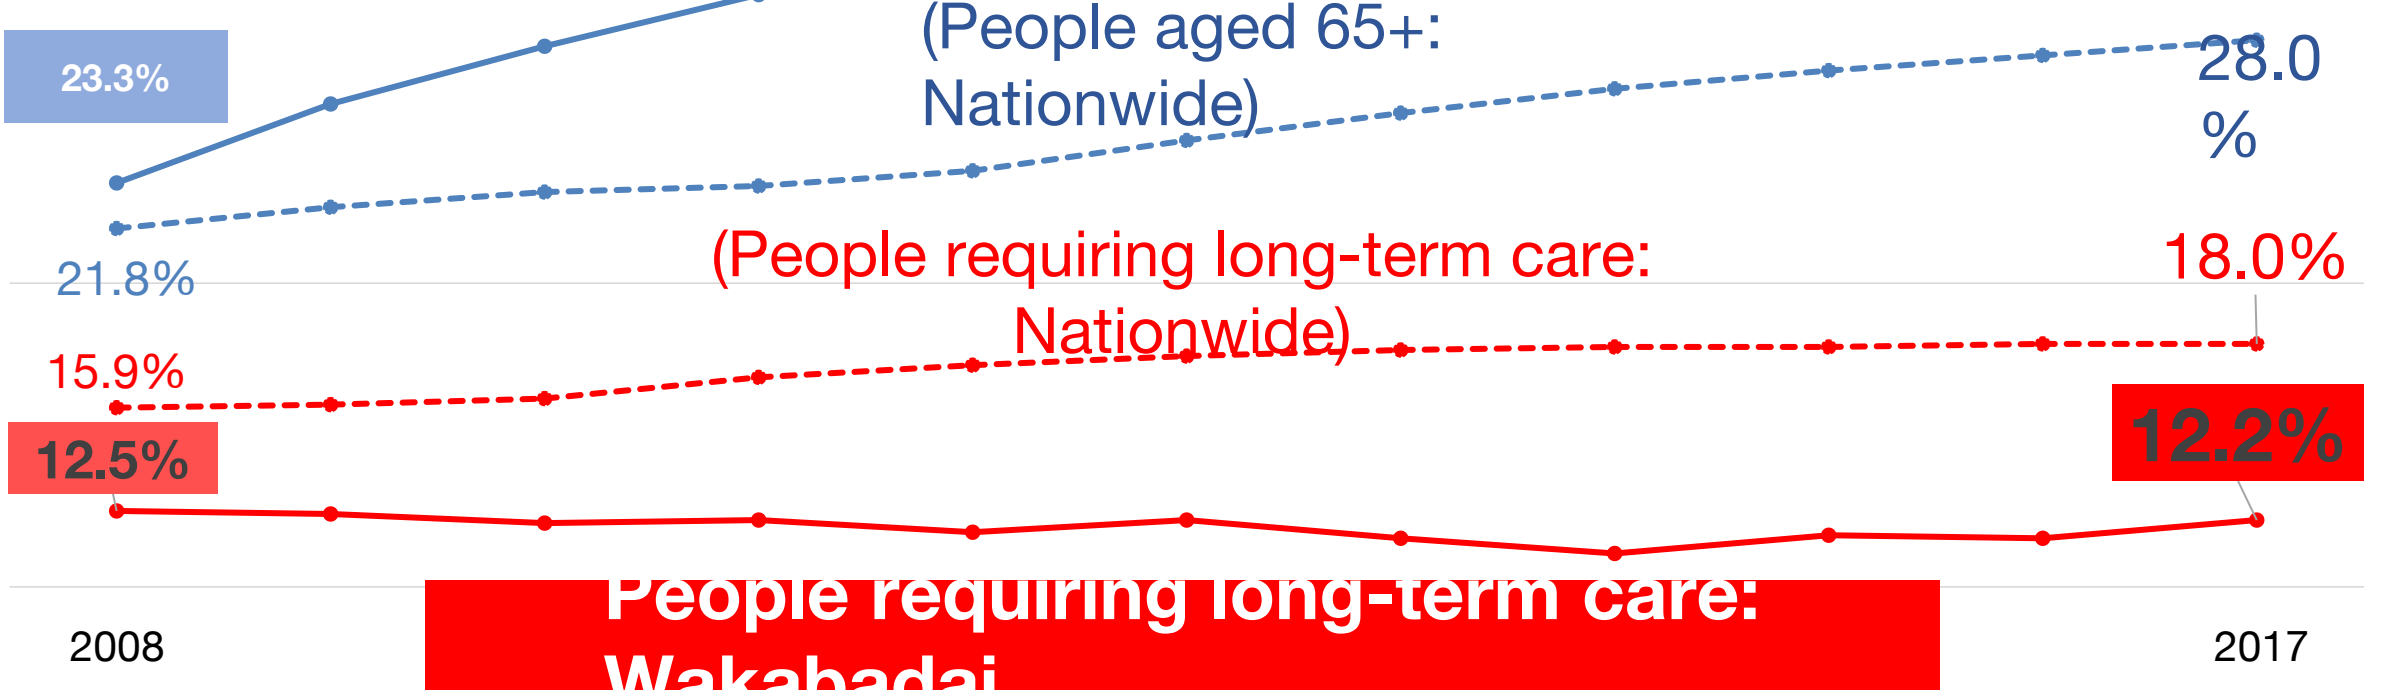 (People aged 65+:
Nationwide)
23.3%
28.0
%
21.8%
(People requiring long-term care:
Nationwide)
18.0%
15.9%
12.5%
12.2%
People requiring long-term care:
Wakabadai
2008
2017